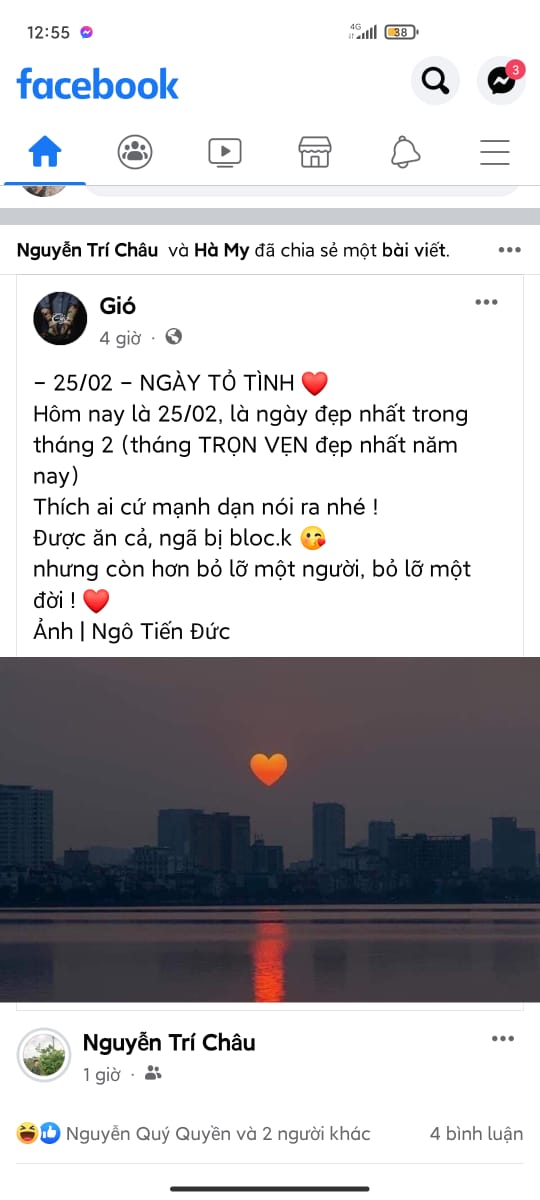 12:55
4G
38
facebook
3
Nguyễn Trí Châu và Hà My đã chia sẻ một bài viết.
Gió
4 giờ ·
– 25/02 – NGÀY TỎ TÌNH ❤️
Hôm nay là 25/02, là ngày đẹp nhất trong
tháng 2 (tháng TRỌN VẸN đẹp nhất năm
nay)
Thích ai cứ mạnh dạn nói ra nhé !
Được ăn cả, ngã bị bloc.k 😘
nhưng còn hơn bỏ lỡ một người, bỏ lỡ một
đời ! ❤️
Ảnh | Ngô Tiến Đức
Nguyễn Trí Châu
1 giờ ·
Nguyễn Quý Quyền và 2 người khác
4 bình luận